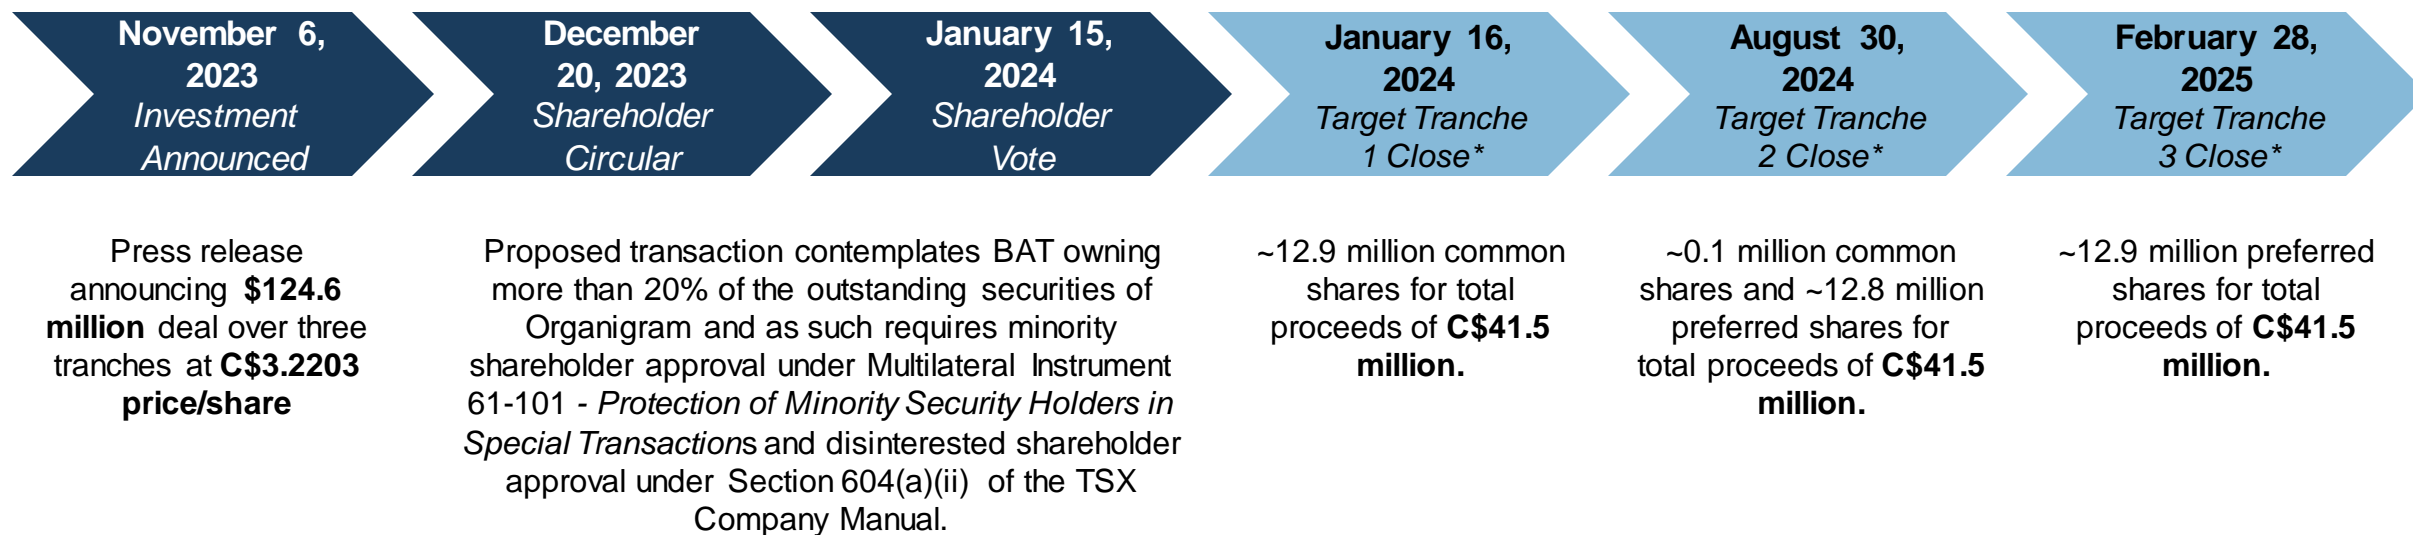 November 6,
2023
Investment
Announced
December
20, 2023
Shareholder
Circular
January 15,
2024
Shareholder
Vote
January 16,
2024
Target Tranche
1 Close*
August 30,
2024
Target Tranche
2 Close*
February 28,
2025
Target Tranche
3 Close*
Press release
announcing $124.6
million deal over three
tranches at C$3.2203
price/share
Proposed transaction contemplates BAT owning
more than 20% of the outstanding securities of
Organigram and as such requires minority
shareholder approval under Multilateral Instrument
61-101 - Protection of Minority Security Holders in
Special Transactions and disinterested shareholder
approval under Section 604(a)(ii) of the TSX
Company Manual.
~12.9 million common
shares for total
proceeds of C$41.5
million.
~0.1 million common
shares and ~12.8 million
preferred shares for
total proceeds of C$41.5
million.
~12.9 million preferred
shares for total
proceeds of C$41.5
million.